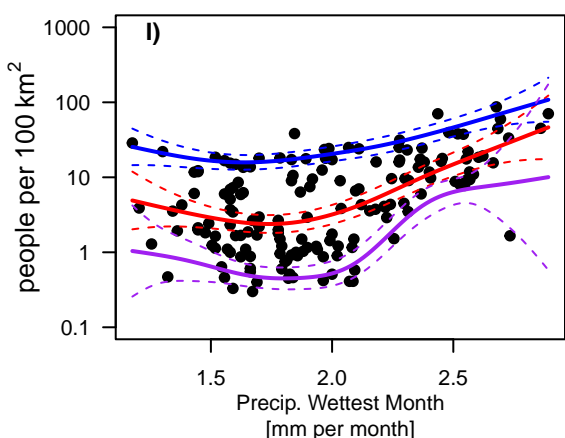 l)
1000
100
10
1
0.1
people per 100 km²
1.5 2.0 2.5
Precip. Wettest Month
[mm per month]